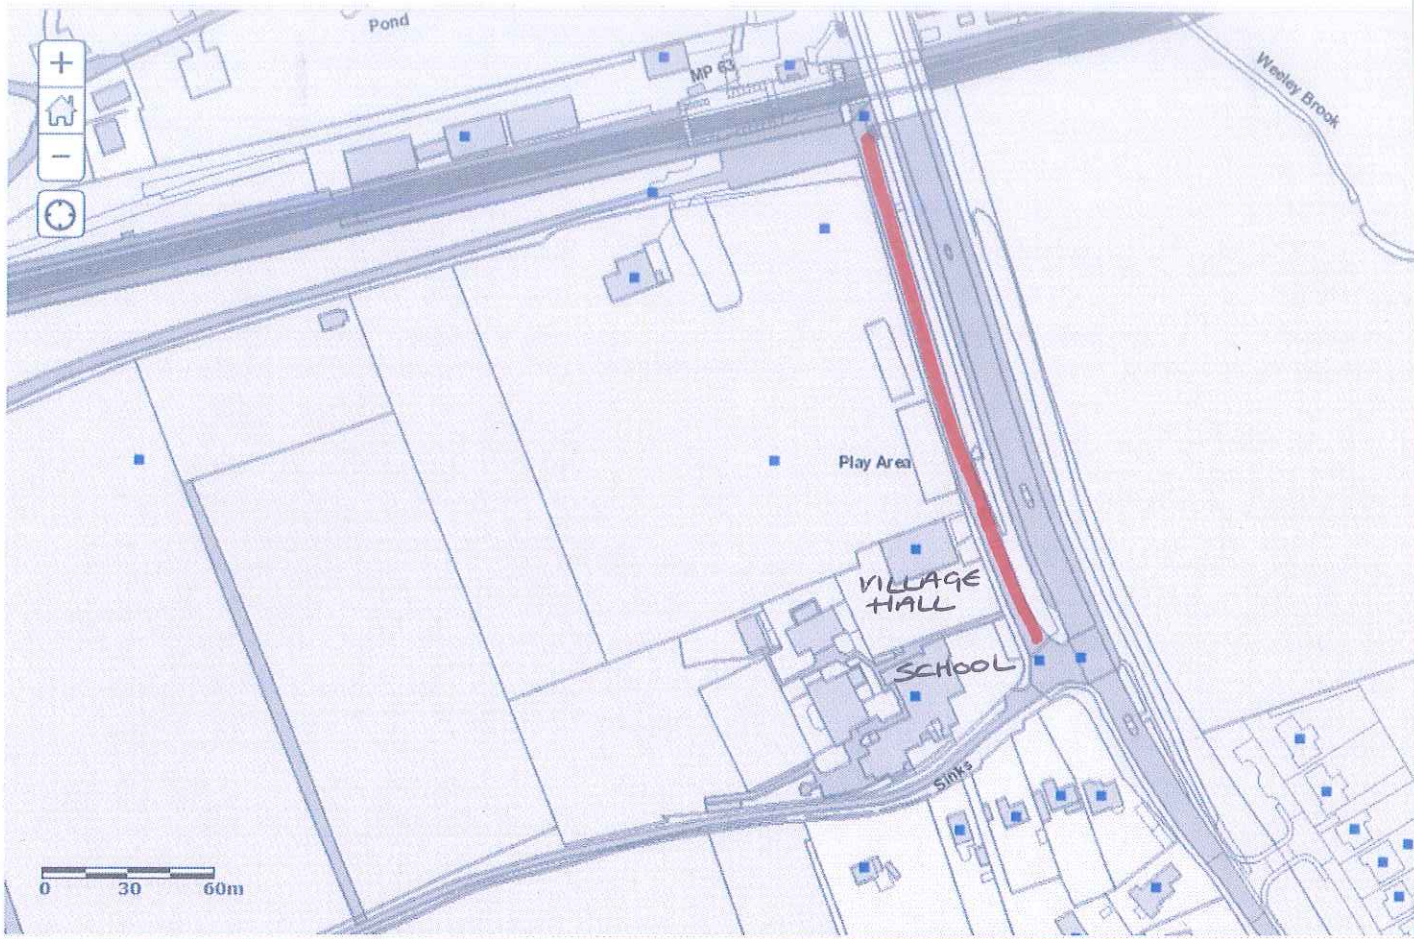 Pond
MP 63
Weeley Brook
Play Area
VILLAGE
HALL
SCHOOL
Sinks
0 30 60m